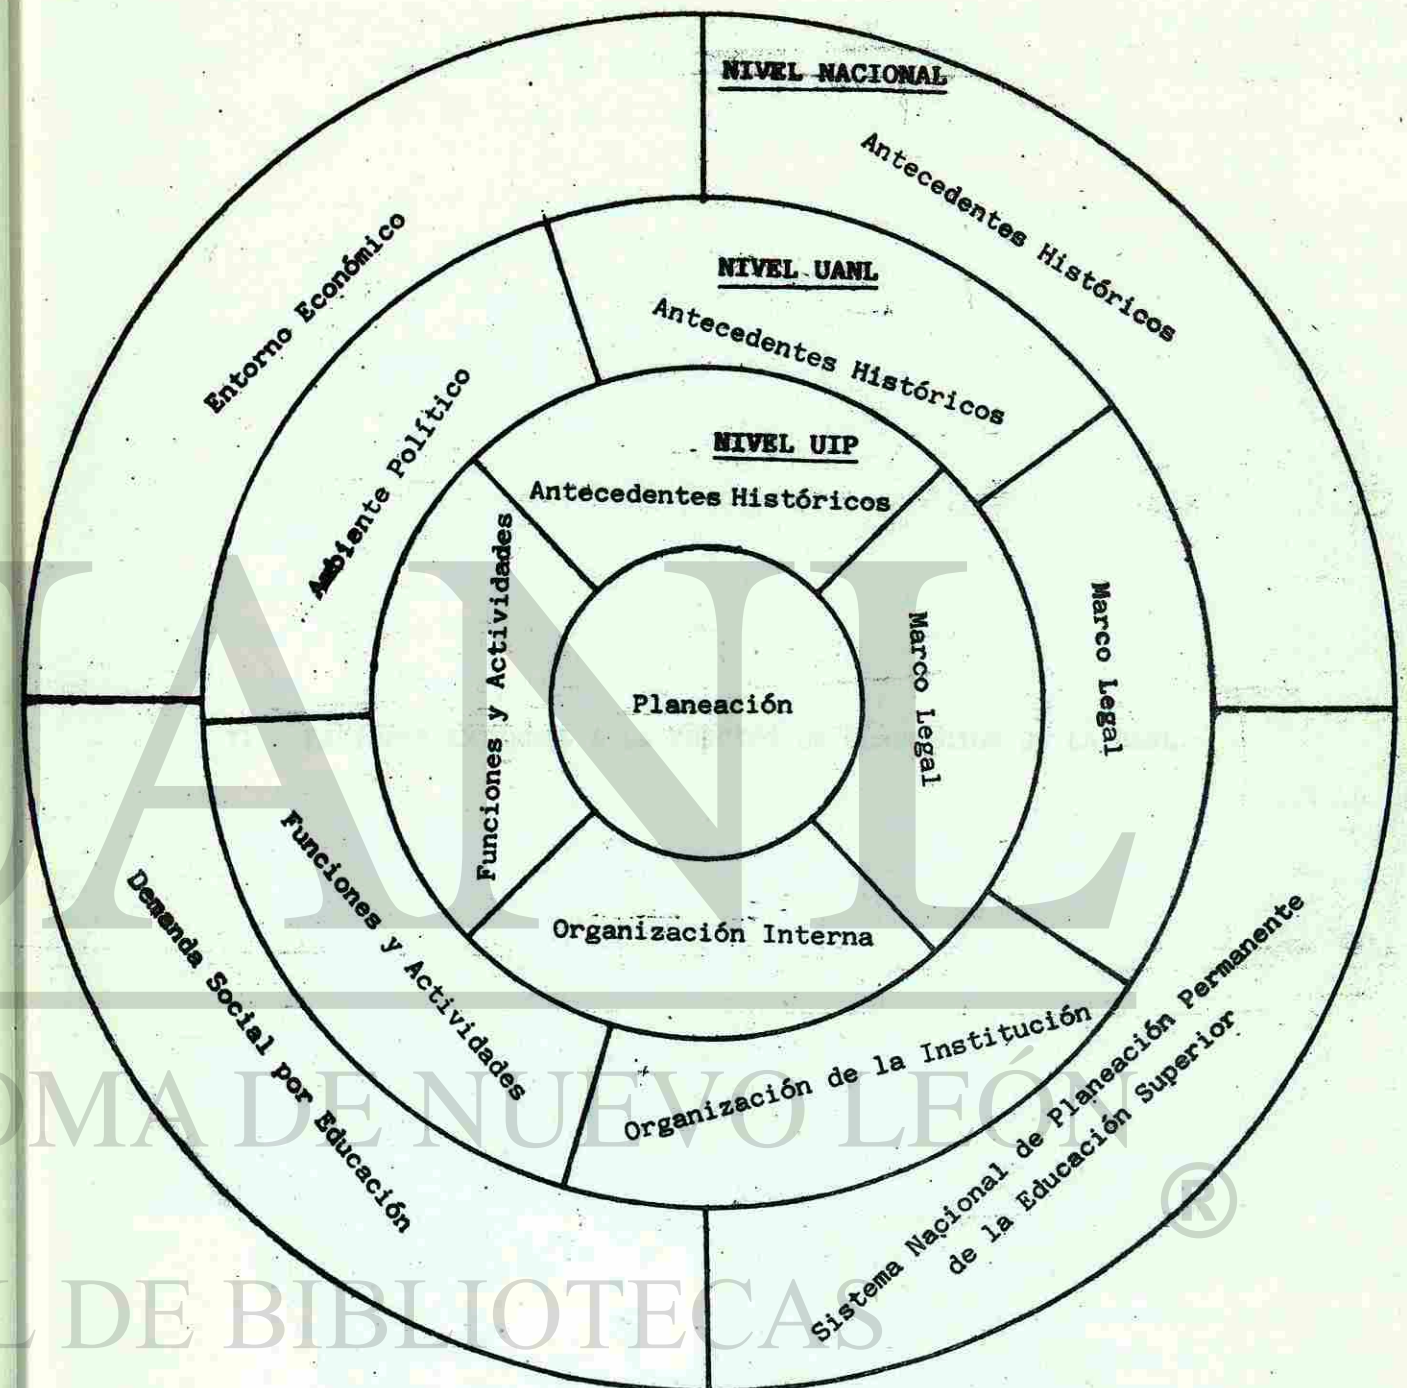 NIVEL NACIONAL
Antecedentes Históricos
Entorno Económico
NIVEL UANL
Antecedentes Históricos
Ambiente Político
NIVEL UIP
Antecedentes Históricos
Funciones y Actividades
Planeación
Marco Legal
Marco Legal
Organización Interna
Funciones y Actividades
Organización de la Institución
Demanda Social por Educación
Sistema Nacional de Planeación Permanente
de la Educación Superior
UANL
OMA DE NUEVO LEÓN
®
L DE BIBLIOTECAS